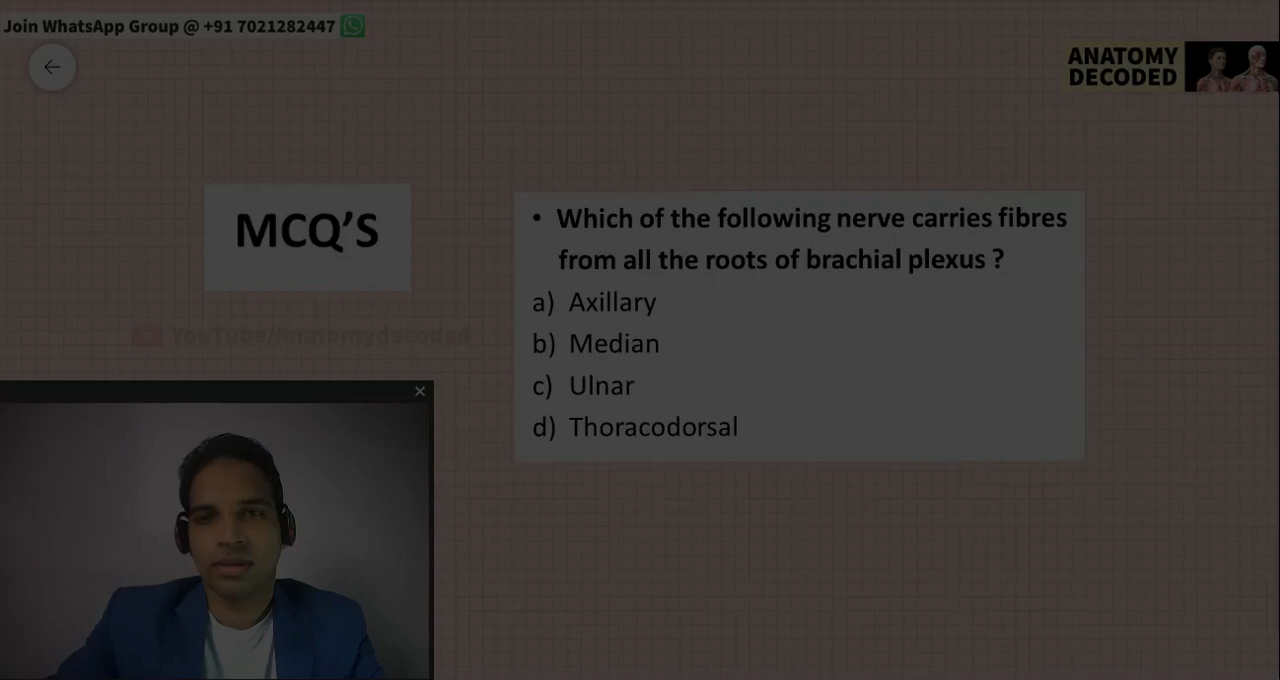 Join WhatsApp Group @ +91 7021282447
ANATOMY
DECODED
MCQ’S
• Which of the following nerve carries fibres
from all the roots of brachial plexus ?
a) Axillary
b) Median
c) Ulnar
d) Thoracodorsal
YouTube/Anatomydecoded